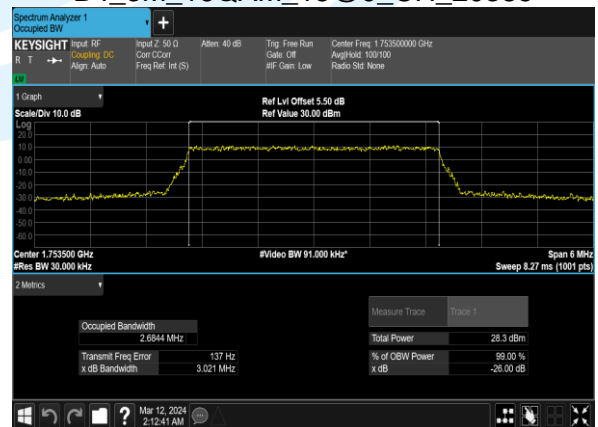 Spectrum Analyzer 1
Occupied BW
KEYSIGHT Input: RF Input Z: 50 Ω Atten: 40 dB Trig: Free Run Center Freq: 1.753500000 GHz
R T Coupling: DC Corr CCorr Gate: Off Avg|Hold: 100/100
Align: Auto Freq Ref: Int (S) #IF Gain: Low Radio Std: None
LW
1 Graph
Scale/Div 10.0 dB Ref Lvl Offset 5.50 dB
Ref Value 30.00 dBm
Log
20.0
10.0
0.00
-10.0
-20.0
-30.0
-40.0
-50.0
-60.0
Center 1.753500 GHz #Video BW 91.000 kHz* Span 6 MHz
#Res BW 30.000 kHz Sweep 8.27 ms (1001 pts)
2 Metrics
Measure Trace Trace 1
Occupied Bandwidth
2.6844 MHz Total Power 28.3 dBm
Transmit Freq Error 137 Hz % of OBW Power 99.00 %
x dB Bandwidth 3.021 MHz x dB -26.00 dB
? Mar 12, 2024
2:12:41 AM